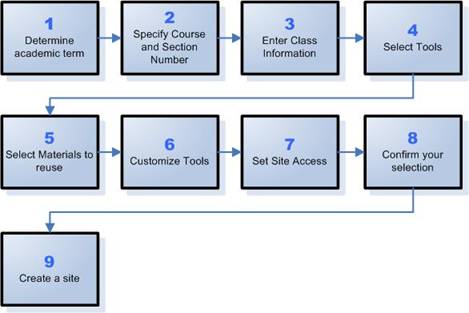 1
Determine
academic term
2
Specify Course
and Section
Number
3
Enter Class
Information
4
Select Tools
5
Select Materials to
reuse
6
Customize Tools
7
Set Site Access
8
Confirm your
selection
9
Create a site